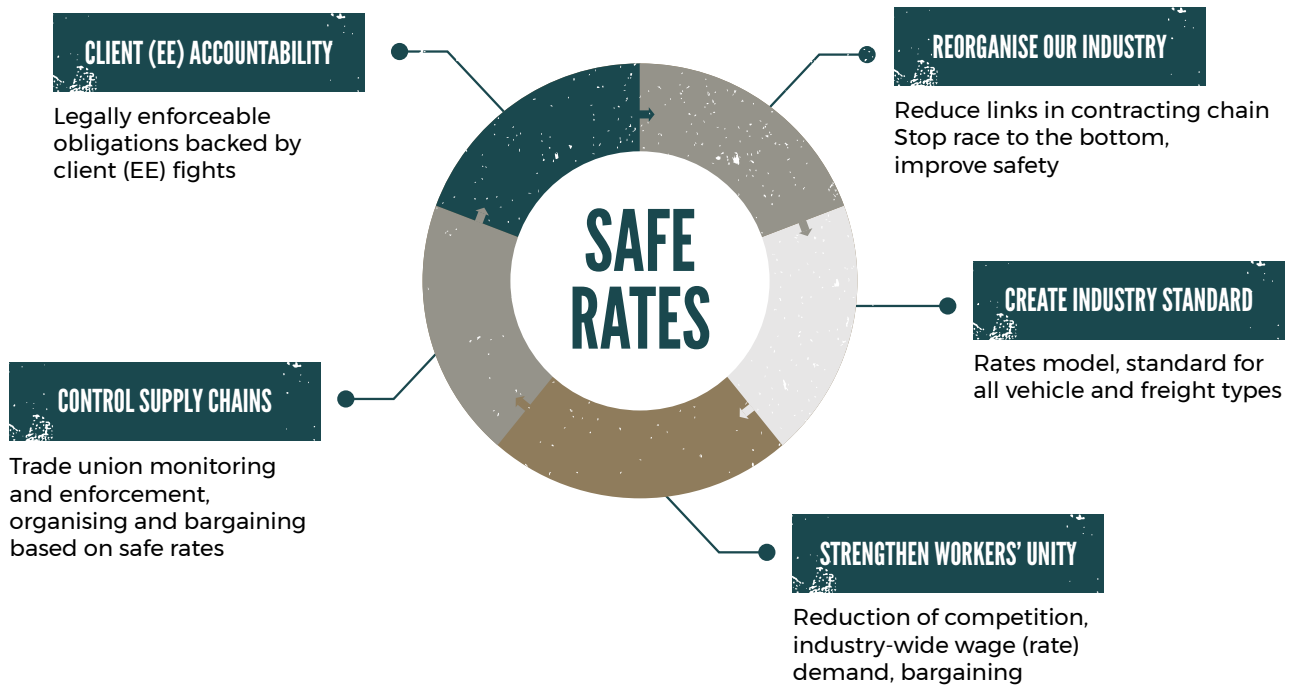 CLIENT (EE) ACCOUNTABILITY
Legally enforceable
obligations backed by
client (EE) fights
REORGANISE OUR INDUSTRY
Reduce links in contracting chain
Stop race to the bottom,
improve safety
SAFE
RATES
CREATE INDUSTRY STANDARD
Rates model, standard for
all vehicle and freight types
CONTROL SUPPLY CHAINS
Trade union monitoring
and enforcement,
organising and bargaining
based on safe rates
STRENGTHEN WORKERS’ UNITY
Reduction of competition,
industry-wide wage (rate)
demand, bargaining